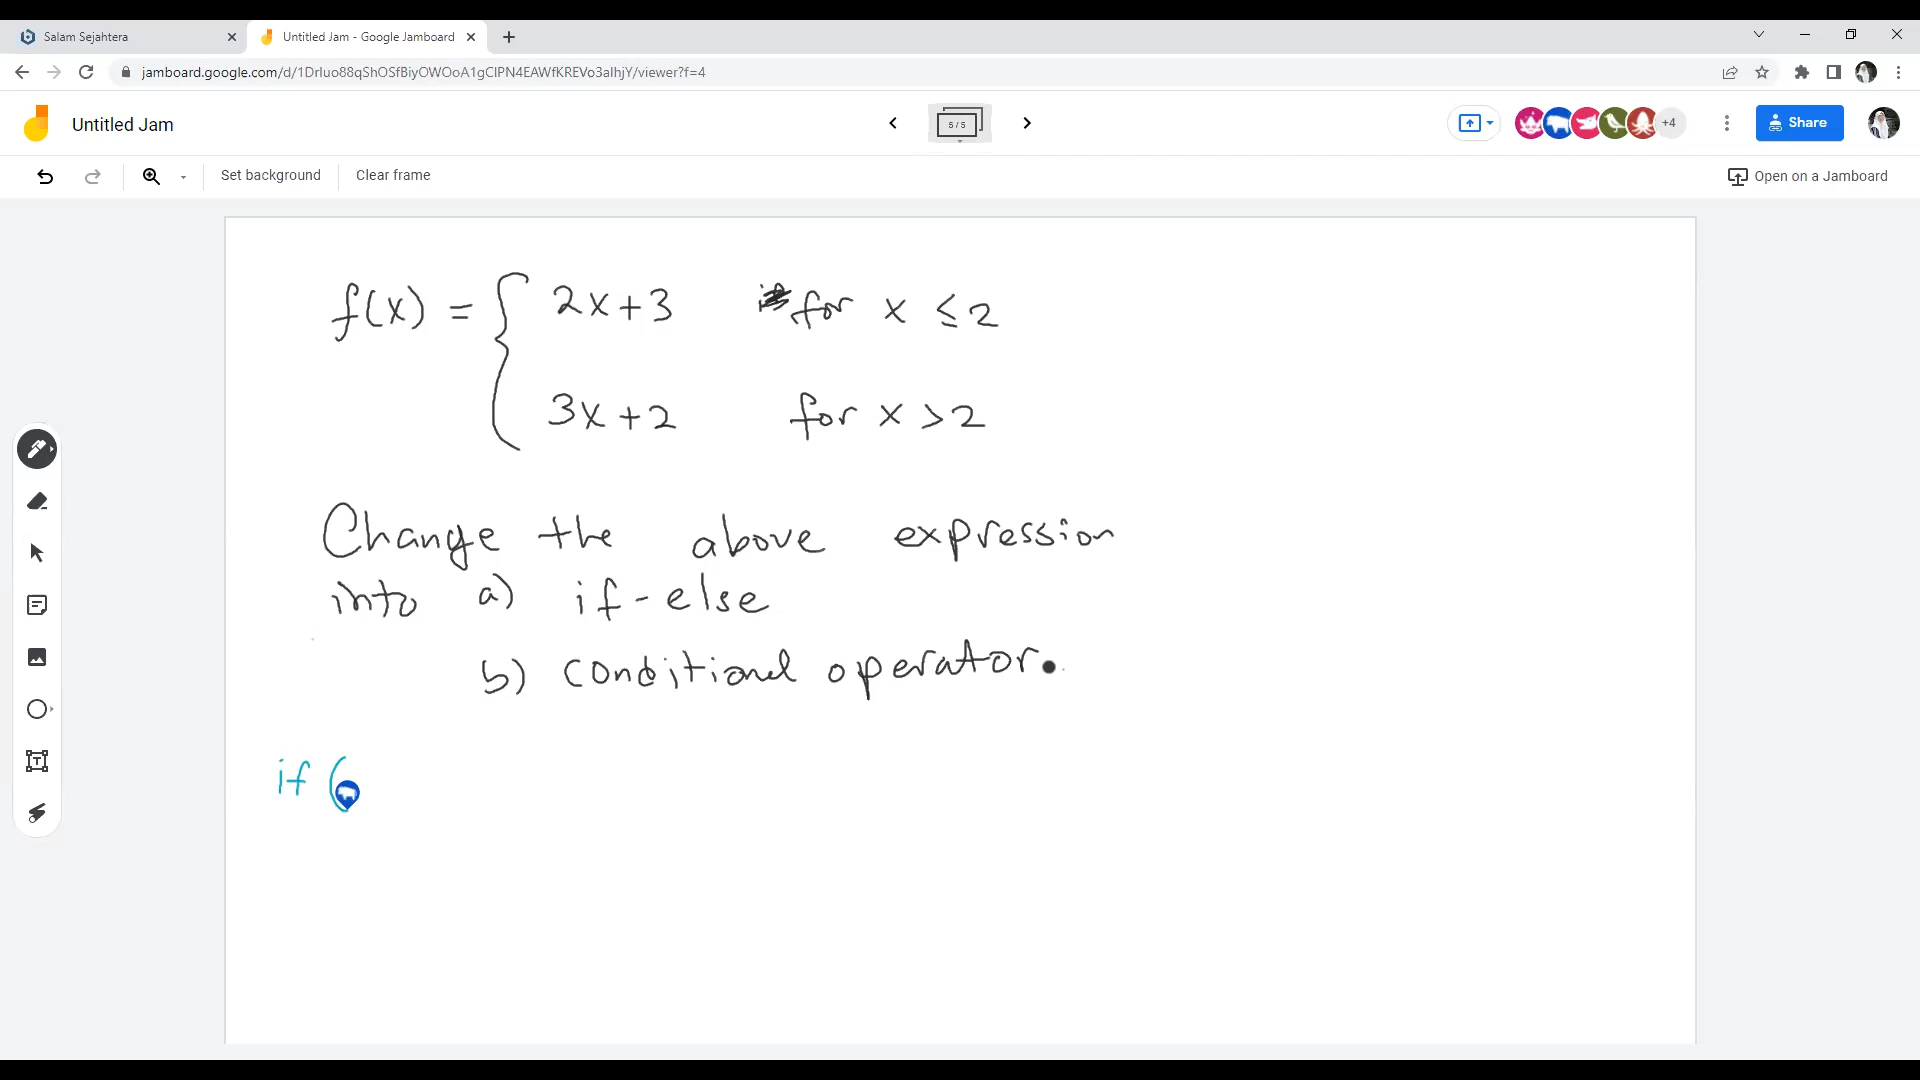 Salam Sejahtera
Untitled Jam - Google Jamboard
jamboard.google.com/d/1Drluo88qShOSfBiyOWOoA1gClPN4EAWfKREVo3alhjY/viewer?f=4
Untitled Jam
5 / 5
+4
Share
Set background
Clear frame
Open on a Jamboard
f(x) = { 2x+3 for x ≤ 2
3x+2 for x > 2
Change the above expression
into a) if-else
b) conditional operator.
if (